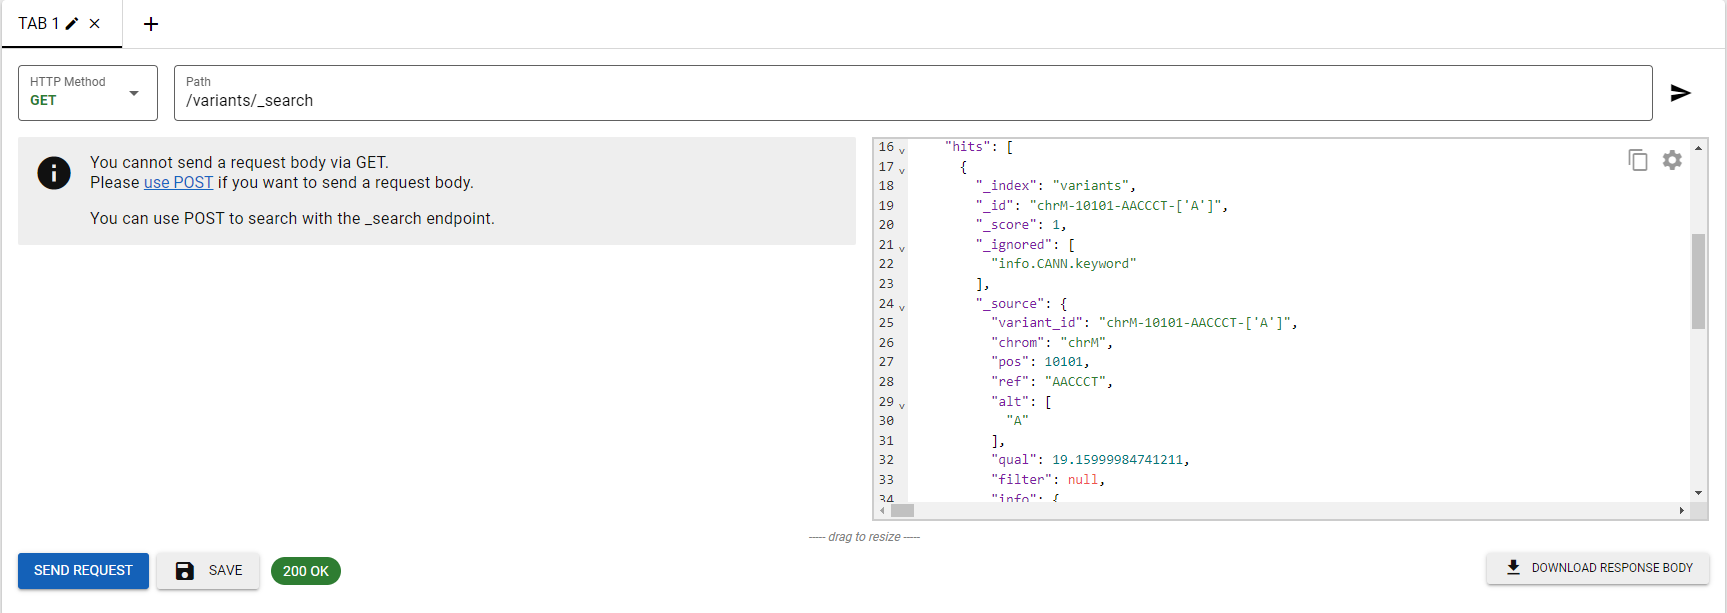 TAB 1
HTTP Method
GET
Path
/variants/_search
You cannot send a request body via GET.
Please use POST if you want to send a request body.
You can use POST to search with the _search endpoint.
16 "hits": [
17 {
18 "_index": "variants",
19 "_id": "chrM-10101-AACCCT-['A']",
20 "_score": 1,
21 "_ignored": [
22 "info.CANN.keyword"
23 ],
24 "_source": {
25 "variant_id": "chrM-10101-AACCCT-['A']",
26 "chrom": "chrM",
27 "pos": 10101,
28 "ref": "AACCCT",
29 "alt": [
30 "A"
31 ],
32 "qual": 19.15999984741211,
33 "filter": null,
34 "info": {
---- drag to resize ----
SEND REQUEST
SAVE
200 OK
DOWNLOAD RESPONSE BODY